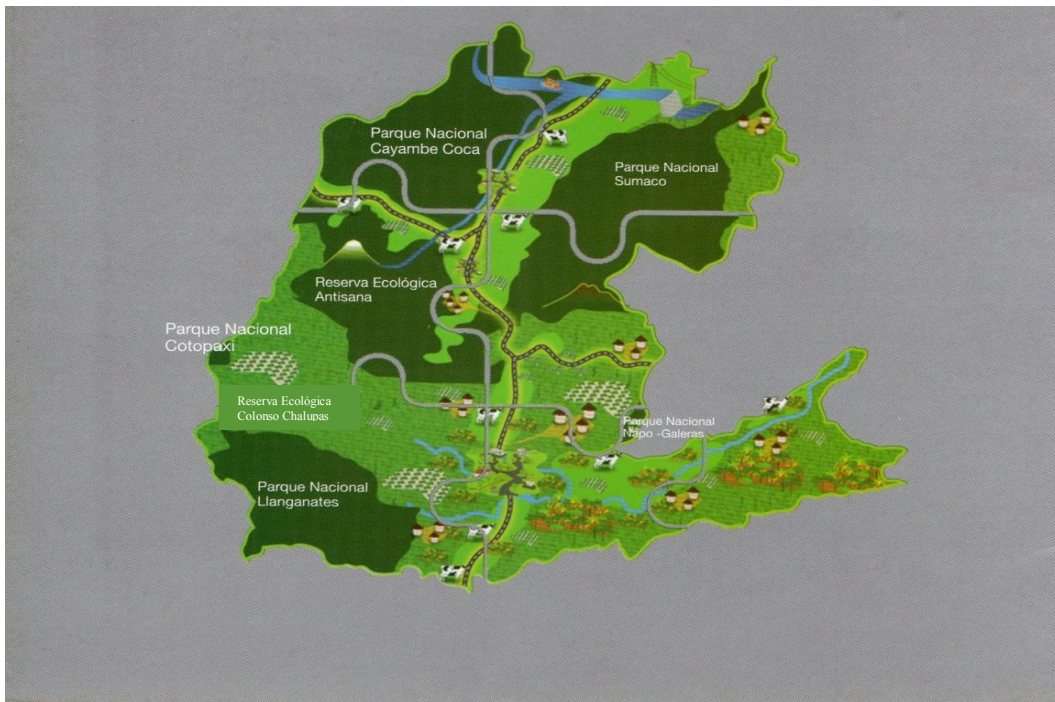 Parque Nacional
Cayambe Coca
Parque Nacional
Sumaco
Reserva Ecológica
Antisana
Parque Nacional
Cotopaxi
Reserva Ecológica
Colonso Chalupas
Parque Nacional
Napo -Galeras
Parque Nacional
Llanganates